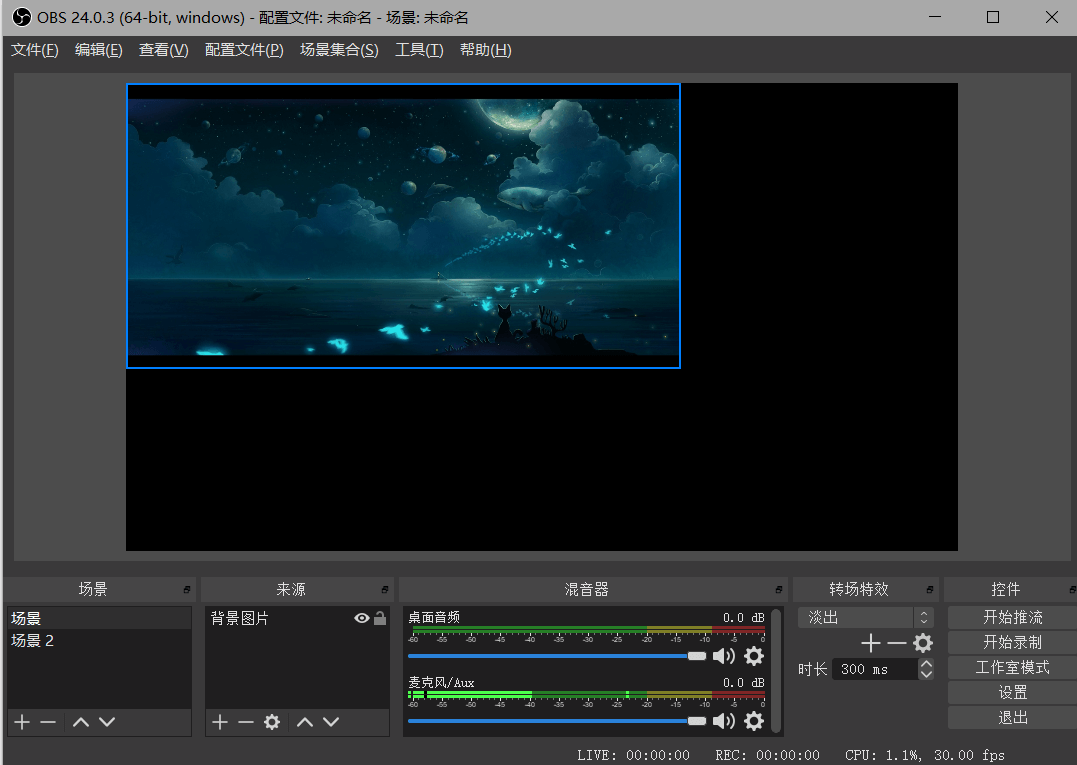 OBS 24.0.3 (64-bit, windows) - 配置文件: 未命名 - 场景: 未命名
文件(F) 编辑(E) 查看(V) 配置文件(P) 场景集合(S) 工具(T) 帮助(H)
场景 来源 混音器 转场特效 控件
场景
场景 2
背景图片
桌面音频 0.0 dB
-60 -55 -50 -45 -40 -35 -30 -25 -20 -15 -10 -5 0
麦克风/Aux 0.0 dB
-60 -55 -50 -45 -40 -35 -30 -25 -20 -15 -10 -5 0
淡出
时长 300 ms
开始推流
开始录制
工作室模式
设置
退出
LIVE: 00:00:00 REC: 00:00:00 CPU: 1.1%, 30.00 fps